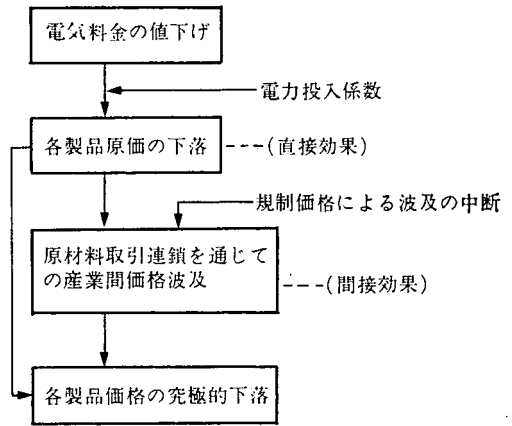 電気料金の値下げ
電力投入係数
各製品原価の下落
---(直接効果)
規制価格による波及の中断
原材料取引連鎖を通じて
の産業間価格波及
---(間接効果)
各製品価格の究極的下落